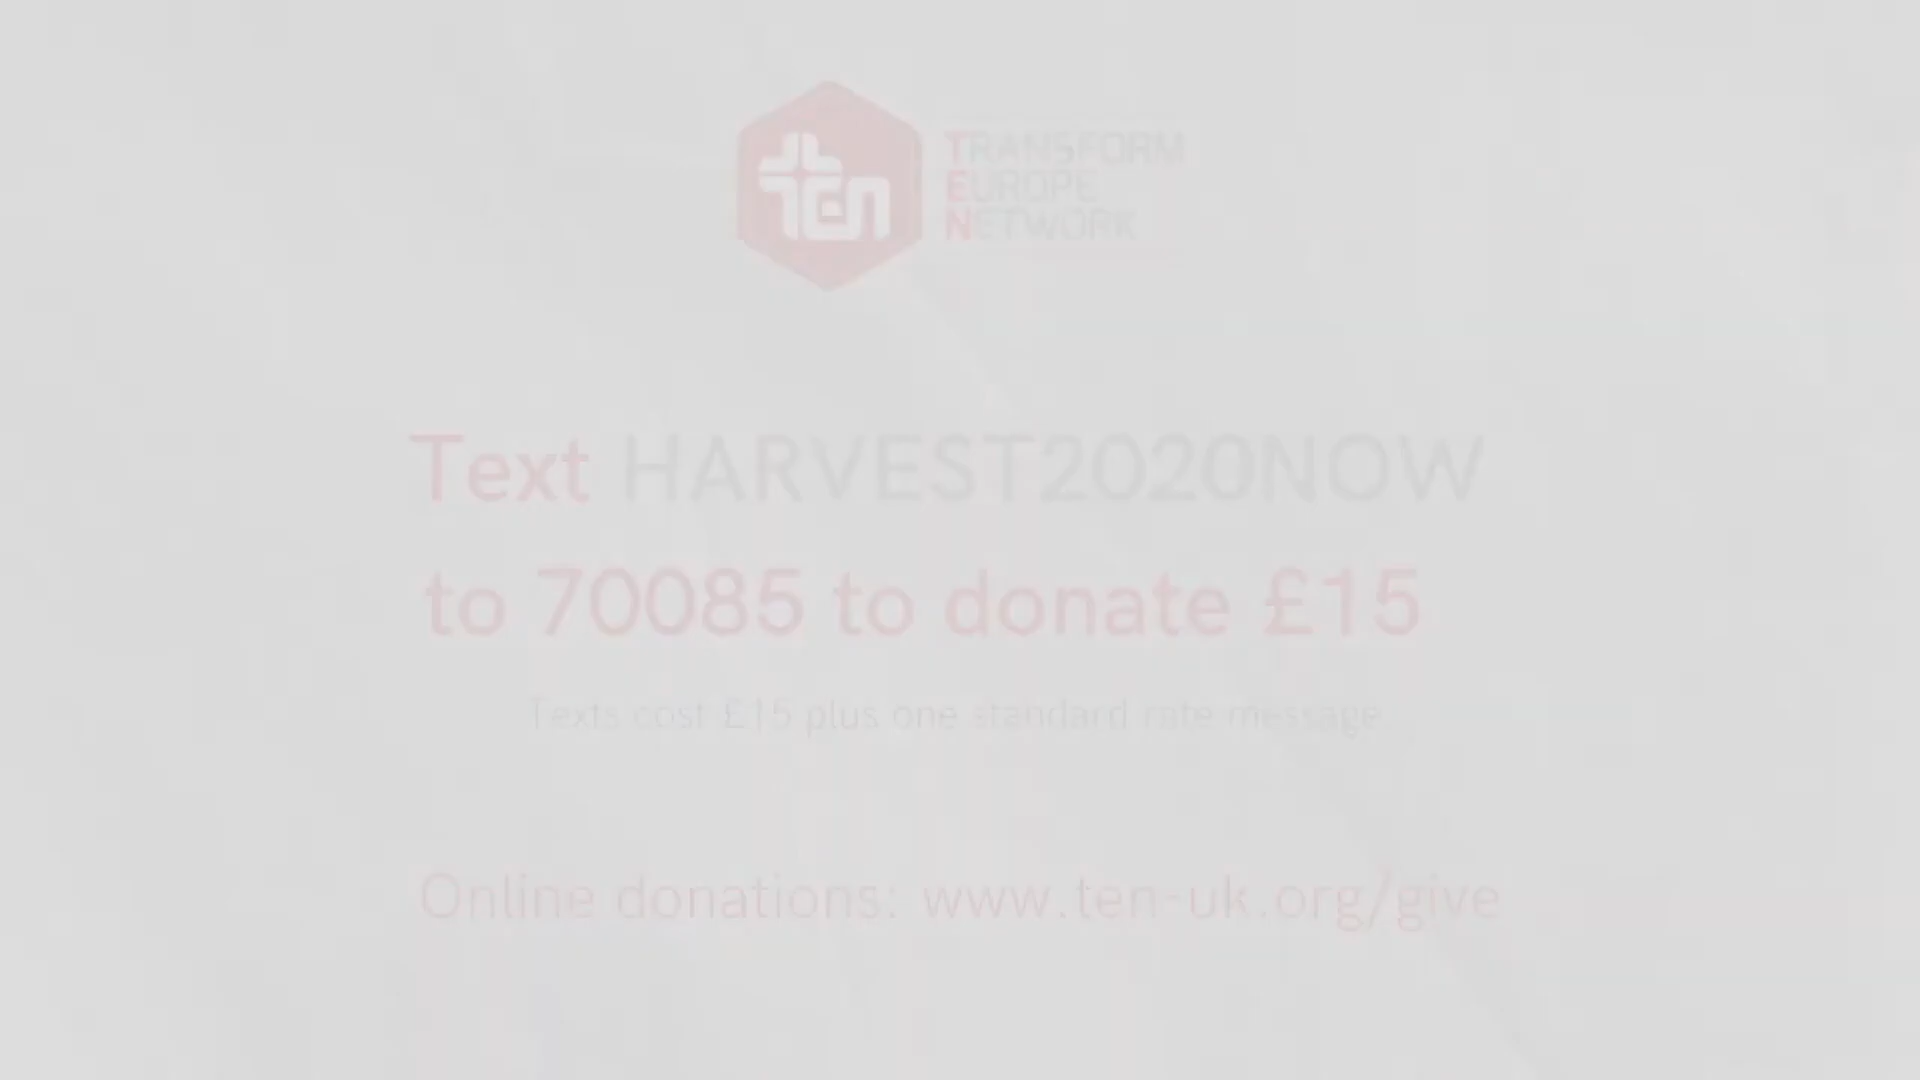 ten
TRANSFORM
EUROPE
NETWORK
Text HARVEST2020NOW
to 70085 to donate £15
Texts cost £15 plus one standard rate message
Online donations: www.ten-uk.org/give